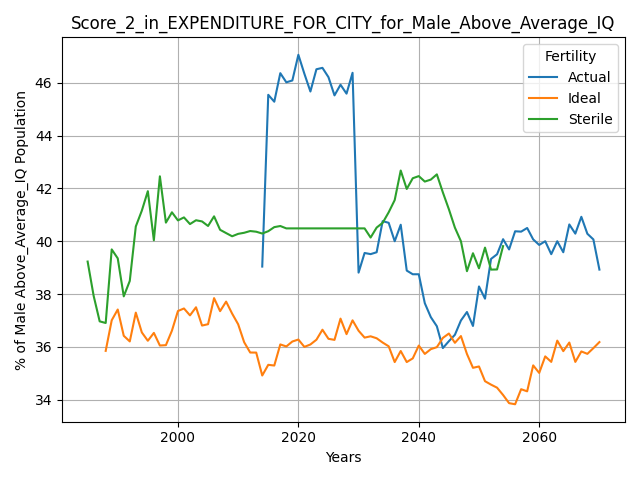 Score_2_in_EXPENDITURE_FOR_CITY_for_Male_Above_Average_IQ
Fertility
Actual
Ideal
Sterile
% of Male Above_Average_IQ Population
46
44
42
40
38
36
34
2000
2020
2040
2060
Years